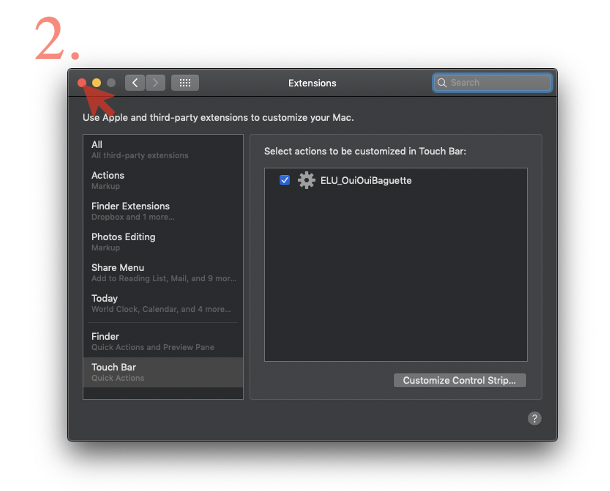 2.
Extensions
Search
Use Apple and third-party extensions to customize your Mac.
All
All third-party extensions
Actions
Markup
Finder Extensions
Dropbox and 1 more...
Photos Editing
Markup
Share Menu
Add to Reading List, Mail, and 9 mor...
Today
World Clock, Calendar, and 4 more...
Finder
Quick Actions and Preview Pane
Touch Bar
Quick Actions
Select actions to be customized in Touch Bar:
ELU_OuiOuiBaguette
Customize Control Strip...
?